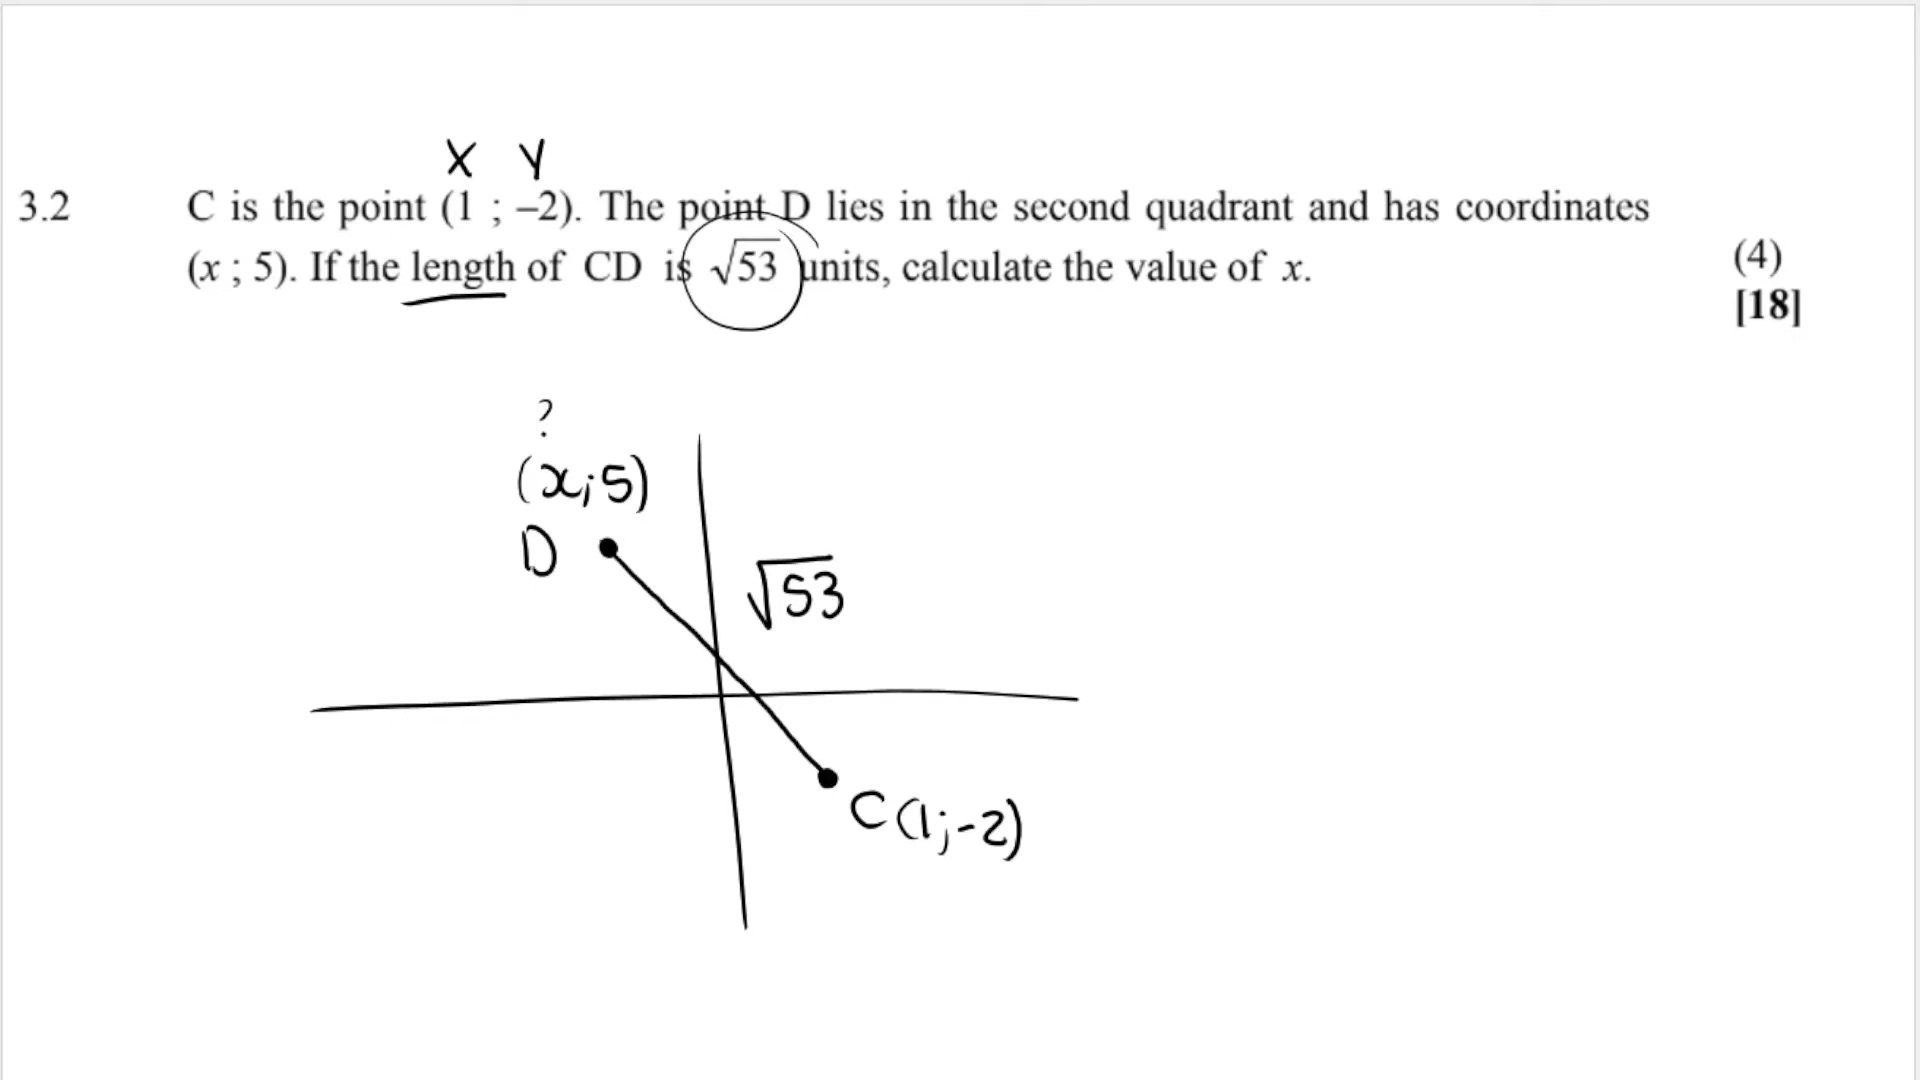 X Y
3.2 C is the point (1 ; –2). The point D lies in the second quadrant and has coordinates
(x ; 5). If the length of CD is √53 units, calculate the value of x.
(4)
[18]
?
(x;5)
D
√53
C(1;-2)